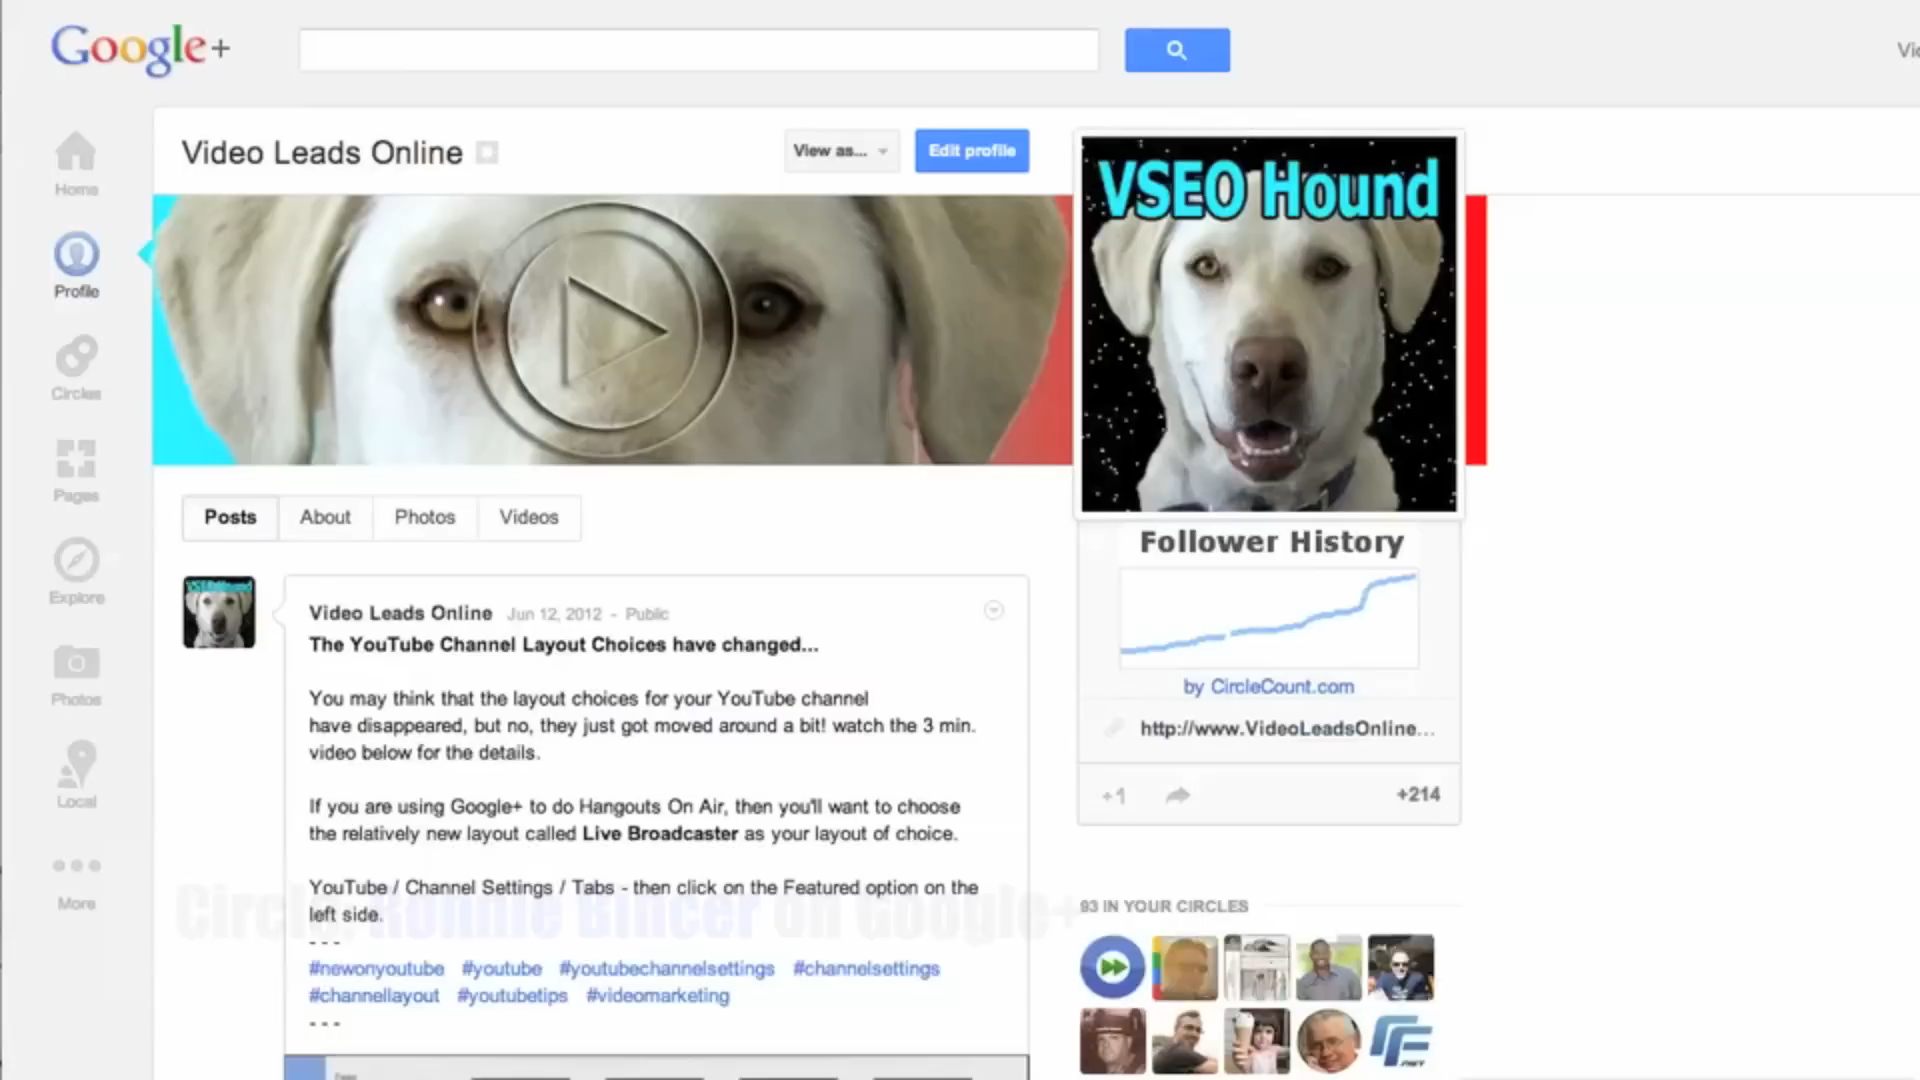 Google+
Vid
Home
Profile
Circles
Pages
Explore
Photos
Local
More
Video Leads Online
View as...
Edit profile
VSEO Hound
Posts
About
Photos
Videos
Video Leads Online Jun 12, 2012 - Public
The YouTube Channel Layout Choices have changed...
You may think that the layout choices for your YouTube channel
have disappeared, but no, they just got moved around a bit! watch the 3 min.
video below for the details.
If you are using Google+ to do Hangouts On Air, then you'll want to choose
the relatively new layout called Live Broadcaster as your layout of choice.
YouTube / Channel Settings / Tabs - then click on the Featured option on the
left side.
- - -
#newonyoutube #youtube #youtubechannelsettings #channelsettings
#channellayout #youtubetips #videomarketing
- - -
Circle, Ronnie Bincer on Google+
Follower History
by CircleCount.com
http://www.VideoLeadsOnline...
+1
+214
93 IN YOUR CIRCLES